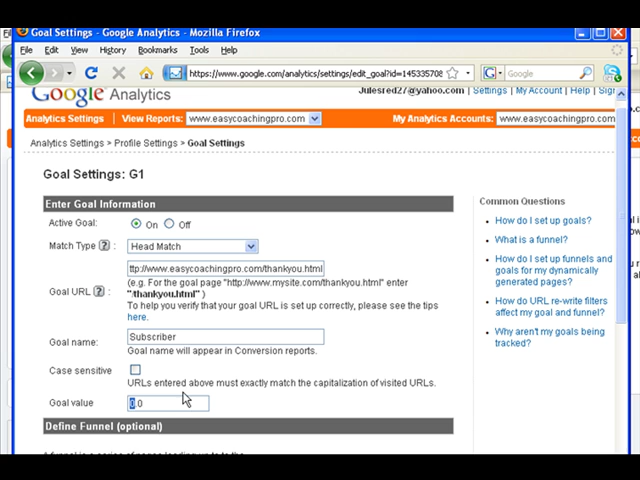 Goal Settings - Google Analytics - Mozilla Firefox
File Edit View History Bookmarks Tools Help
https://www.google.com/analytics/settings/edit_goal?id=145335708
Google
Google Analytics
Julesred27@yahoo.com | Settings | My Account | Help | Sign
Analytics Settings | View Reports: www.easycoachingpro.com My Analytics Accounts: www.easycoachingpro.com
Analytics Settings > Profile Settings > Goal Settings
Goal Settings: G1
Enter Goal Information
Active Goal: On Off
Match Type ? : Head Match
Goal URL ? : ttp://www.easycoachingpro.com/thankyou.html
(e.g. For the goal page "http://www.mysite.com/thankyou.html" enter
"/thankyou.html" )
To help you verify that your goal URL is set up correctly, please see the tips
here.
Goal name: Subscriber
Goal name will appear in Conversion reports.
Case sensitive
URLs entered above must exactly match the capitalization of visited URLs.
Goal value 0.0
Define Funnel (optional)
Common Questions
How do I set up goals?
What is a funnel?
How do I set up funnels and
goals for my dynamically
generated pages?
How do URL re-write filters
affect my goal and funnel?
Why aren't my goals being
tracked?